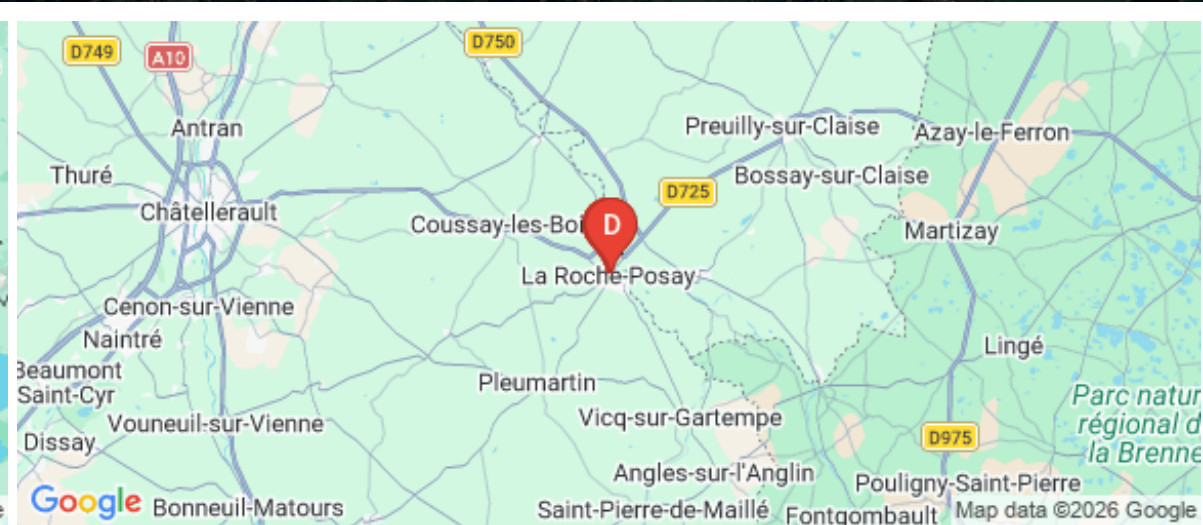 D749
A10
D750
Antran
Preuilly-sur-Claise
Azay-le-Ferron
Thuré
Bossay-sur-Claise
D725
Châtellerault
Coussay-les-Boi
D
Martizay
La Roche-Posay
Cenon-sur-Vienne
Naintré
Lingé
Beaumont
Saint-Cyr
Pleumartin
Parc natur
régional d
la Brenne
Vouneuil-sur-Vienne
Vicq-sur-Gartempe
Dissay
D975
Angles-sur-l'Anglin
Pouligny-Saint-Pierre
Google
Bonneuil-Matours
Saint-Pierre-de-Maillé
Fontgombault
Map data ©2026 Google